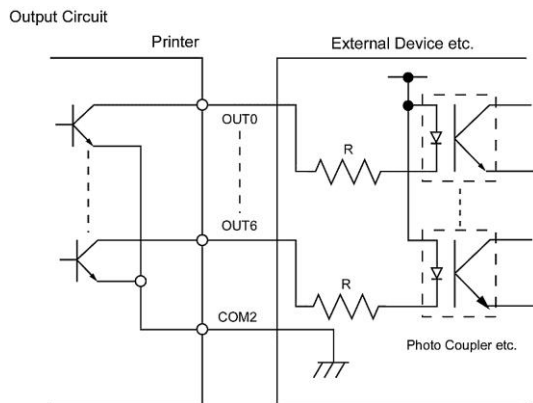 Output Circuit
Printer
External Device etc.
OUT0
R
OUT6
R
COM2
Photo Coupler etc.